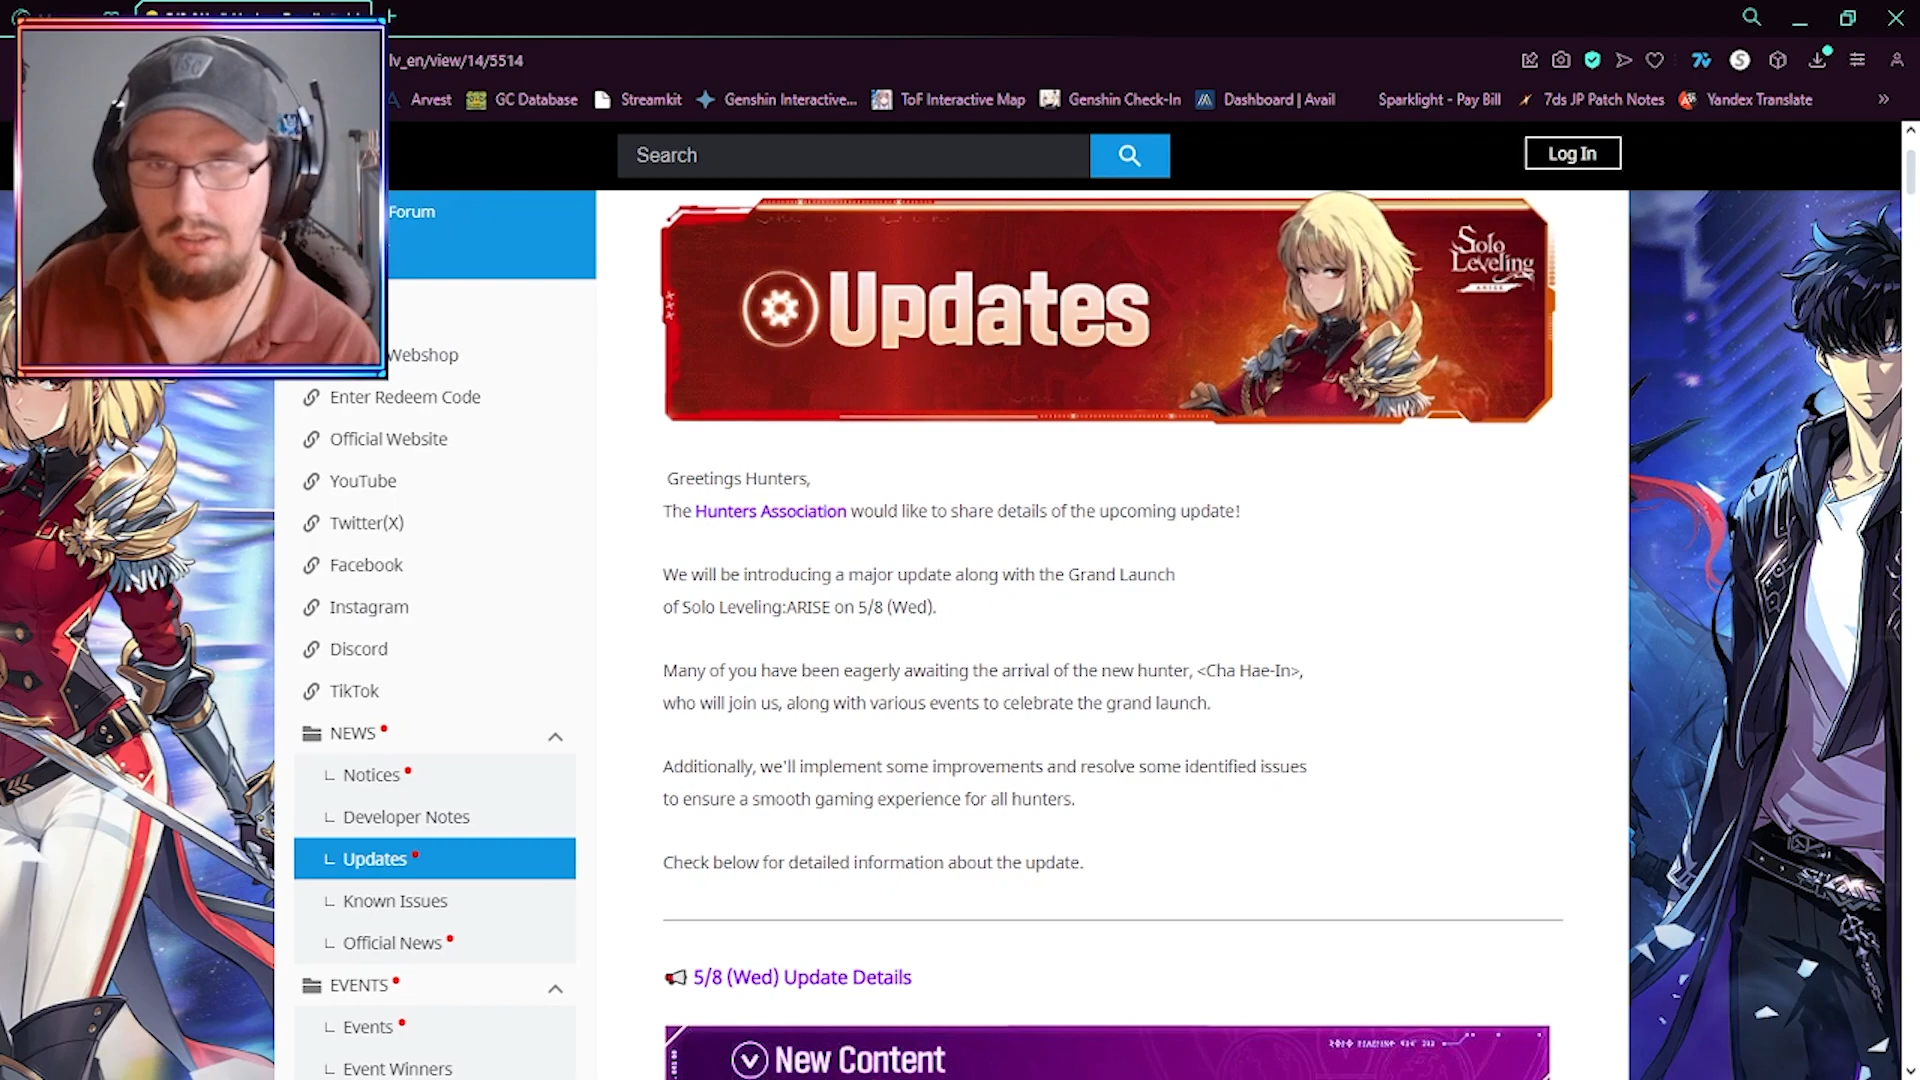 lv_en/view/14/5514
Arvest
GC Database
Streamkit
Genshin Interactive...
ToF Interactive Map
Genshin Check-In
Dashboard | Avail
Sparklight - Pay Bill
7ds JP Patch Notes
Yandex Translate
Search
Log In
Forum
Updates
Solo
Leveling
ARISE
Webshop
Enter Redeem Code
Official Website
YouTube
Twitter(X)
Facebook
Instagram
Discord
TikTok
NEWS
Notices
Developer Notes
Updates
Known Issues
Official News
EVENTS
Events
Event Winners
Greetings Hunters,
The Hunters Association would like to share details of the upcoming update!
We will be introducing a major update along with the Grand Launch
of Solo Leveling:ARISE on 5/8 (Wed).
Many of you have been eagerly awaiting the arrival of the new hunter, <Cha Hae-In>,
who will join us, along with various events to celebrate the grand launch.
Additionally, we'll implement some improvements and resolve some identified issues
to ensure a smooth gaming experience for all hunters.
Check below for detailed information about the update.
5/8 (Wed) Update Details
New Content